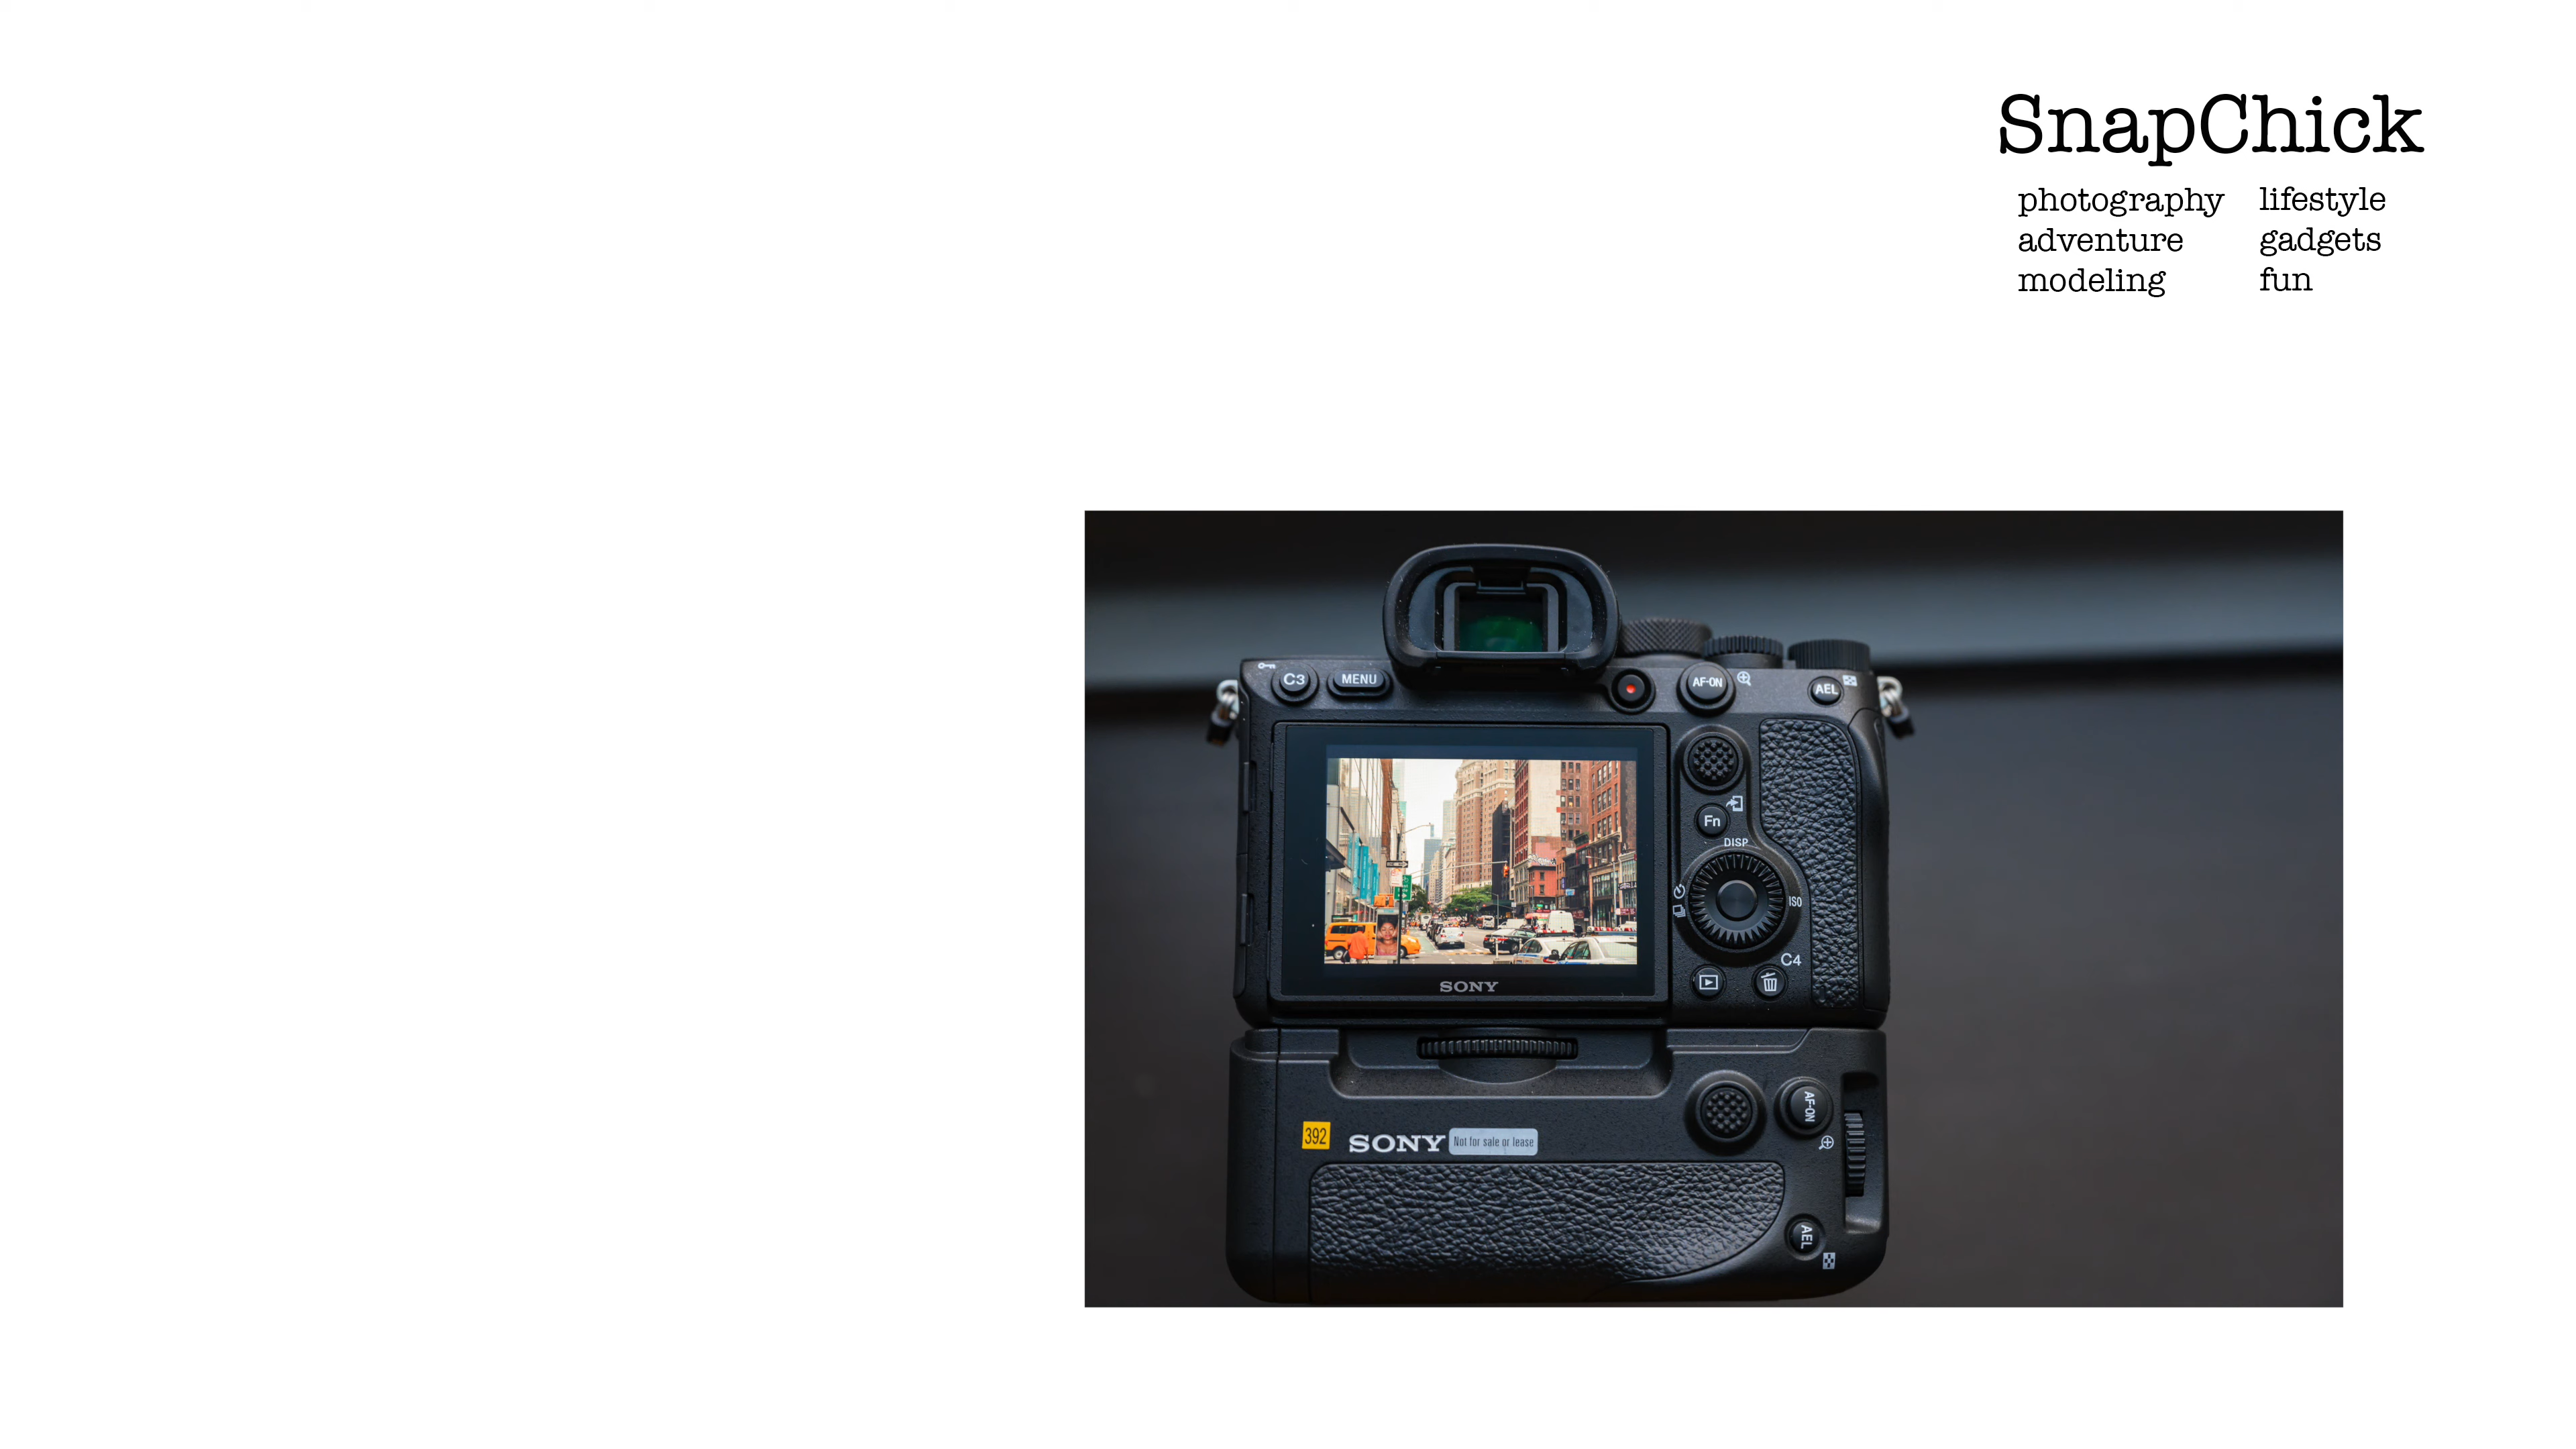 SnapChick
photography
adventure
modeling
lifestyle
gadgets
fun
C3
MENU
AF-ON
AEL
Fn
DISP
ISO
C4
SONY
392
SONY
Not for sale or lease
AF-ON
AEL